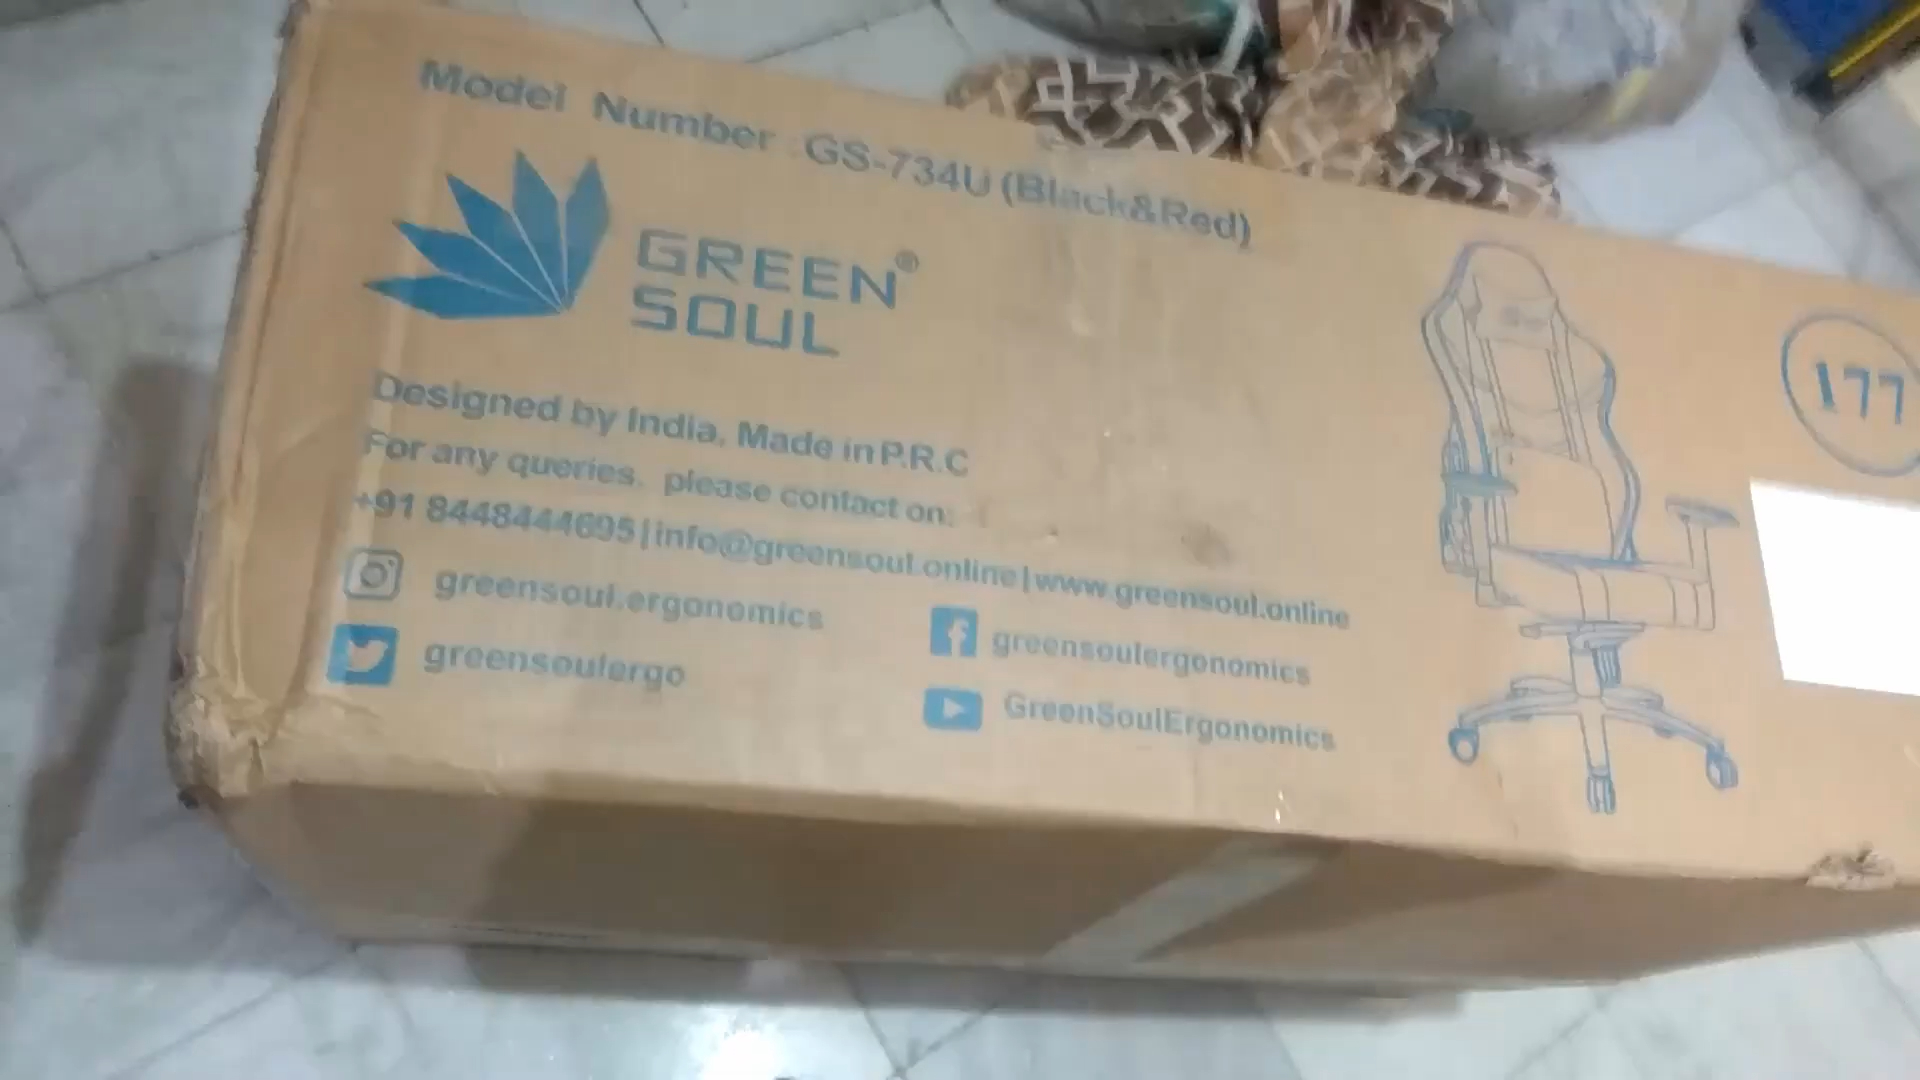 Model Number :GS-734U (Black&Red)
GREEN®
SOUL
Designed by India, Made in P.R.C
For any queries, please contact on:
+91 8448444695|info@greensoul.online|www.greensoul.online
greensoul.ergonomics
greensoulergonomics
greensoulergo
GreenSoulErgonomics
177